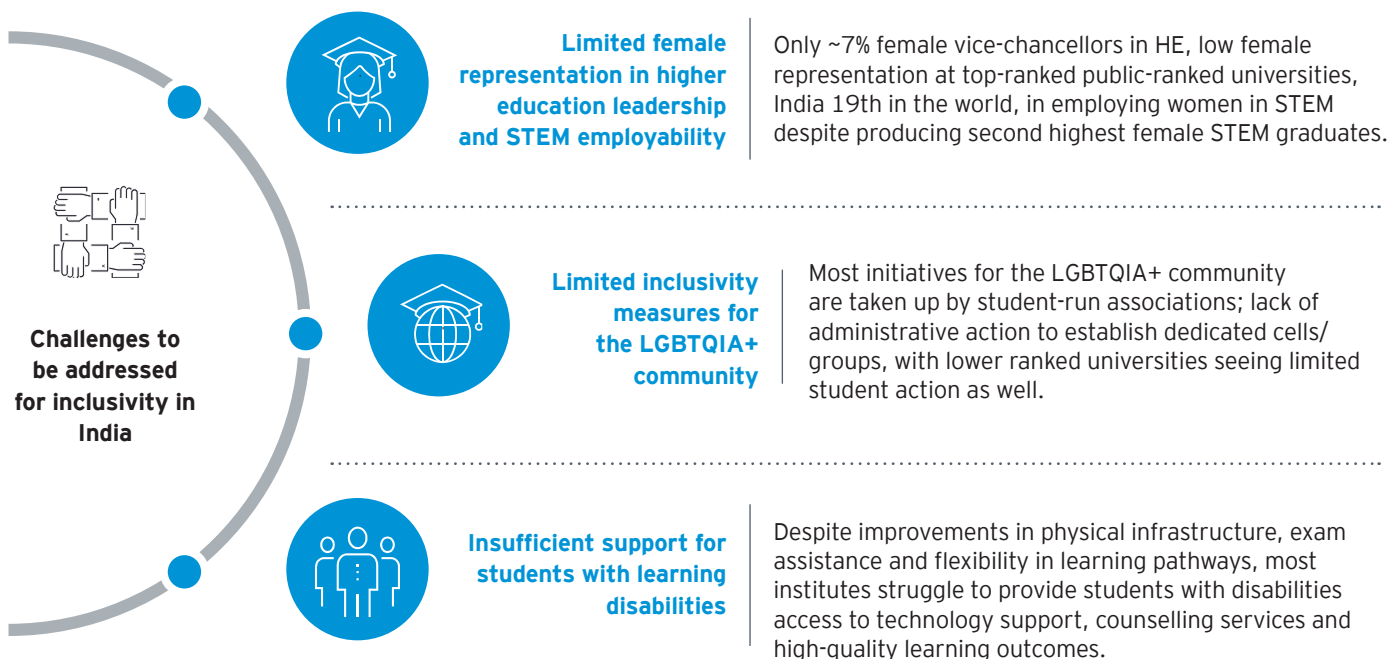 Challenges to
be addressed
for inclusivity in
India
Limited female
representation in higher
education leadership
and STEM employability
Only ~7% female vice-chancellors in HE, low female
representation at top-ranked public-ranked universities,
India 19th in the world, in employing women in STEM
despite producing second highest female STEM graduates.
Limited inclusivity
measures for
the LGBTQIA+
community
Most initiatives for the LGBTQIA+ community
are taken up by student-run associations; lack of
administrative action to establish dedicated cells/
groups, with lower ranked universities seeing limited
student action as well.
Insufficient support for
students with learning
disabilities
Despite improvements in physical infrastructure, exam
assistance and flexibility in learning pathways, most
institutes struggle to provide students with disabilities
access to technology support, counselling services and
high-quality learning outcomes.